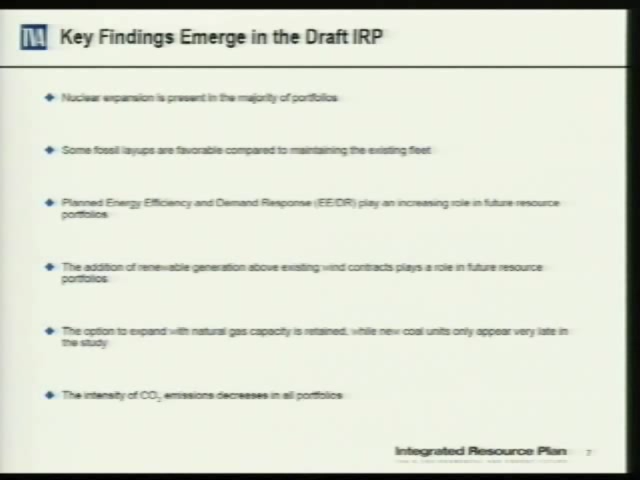 TVA
Key Findings Emerge in the Draft IRP
Nuclear expansion is present in the majority of portfolios
Some fossil layups are favorable compared to maintaining the existing fleet
Planned Energy Efficiency and Demand Response (EE/DR) play an increasing role in future resource
portfolios
The addition of renewable generation above existing wind contracts plays a role in future resource
portfolios
The option to expand with natural gas capacity is retained, while new coal units only appear very late in
the study
The intensity of CO₂ emissions decreases in all portfolios
Integrated Resource Plan